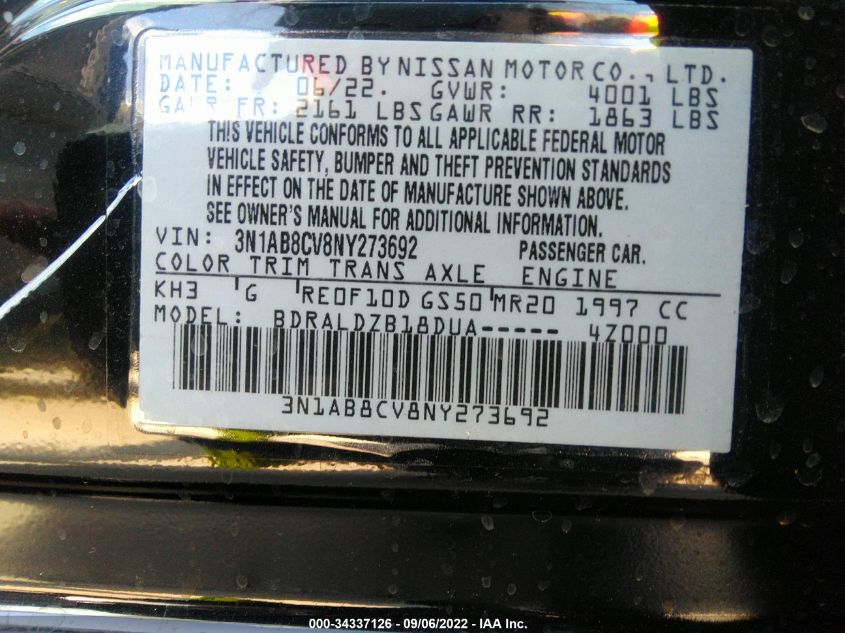 MANUFACTURED BY NISSAN MOTOR CO., LTD.
DATE: 06/22. GVWR: 4001 LBS
GAWR FR: 2161 LBS GAWR RR: 1863 LBS
THIS VEHICLE CONFORMS TO ALL APPLICABLE FEDERAL MOTOR
VEHICLE SAFETY, BUMPER AND THEFT PREVENTION STANDARDS
IN EFFECT ON THE DATE OF MANUFACTURE SHOWN ABOVE.
SEE OWNER'S MANUAL FOR ADDITIONAL INFORMATION.
VIN: 3N1AB8CV8NY273692 PASSENGER CAR.
COLOR TRIM TRANS AXLE ENGINE
KH3 G RE0F10D GS50 MR20 1997 CC
MODEL: BDRALDZB18DUA----- 4Z000
3N1AB8CV8NY273692
000-34337126 - 09/06/2022 - IAA Inc.